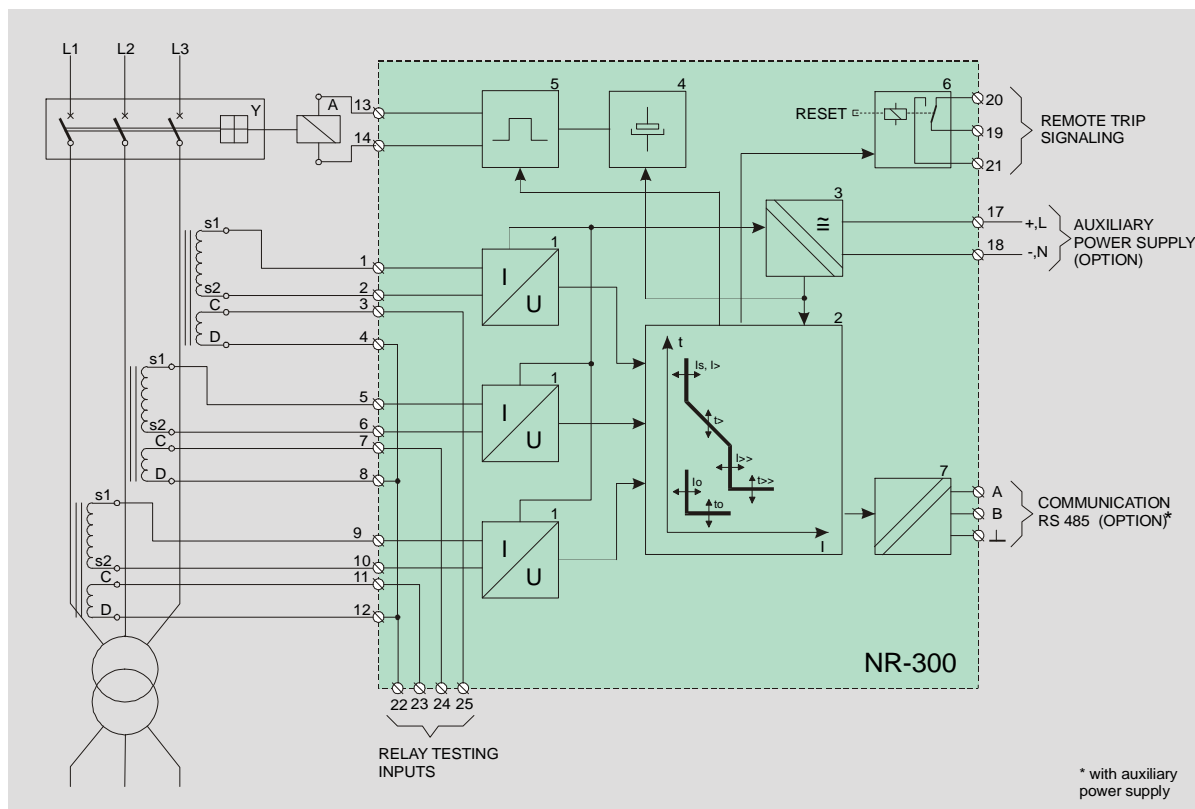 L1 L2 L3
Y
A
13
14
5
4
6
RESET
20
19
21
REMOTE TRIP
SIGNALING
3
≅
17
+,L
18
-,N
AUXILIARY
POWER SUPPLY
(OPTION)
s1
s2
C
D
1
2
3
4
1
I
U
s1
s2
C
D
5
6
7
8
1
I
U
s1
s2
C
D
9
10
11
12
1
I
U
2
t
Is, I>
t>
I>>
t>>
Io
to
I
7
A
B
⊥
COMMUNICATION
RS 485 (OPTION)*
NR-300
22 23 24 25
RELAY TESTING
INPUTS
* with auxiliary
power supply